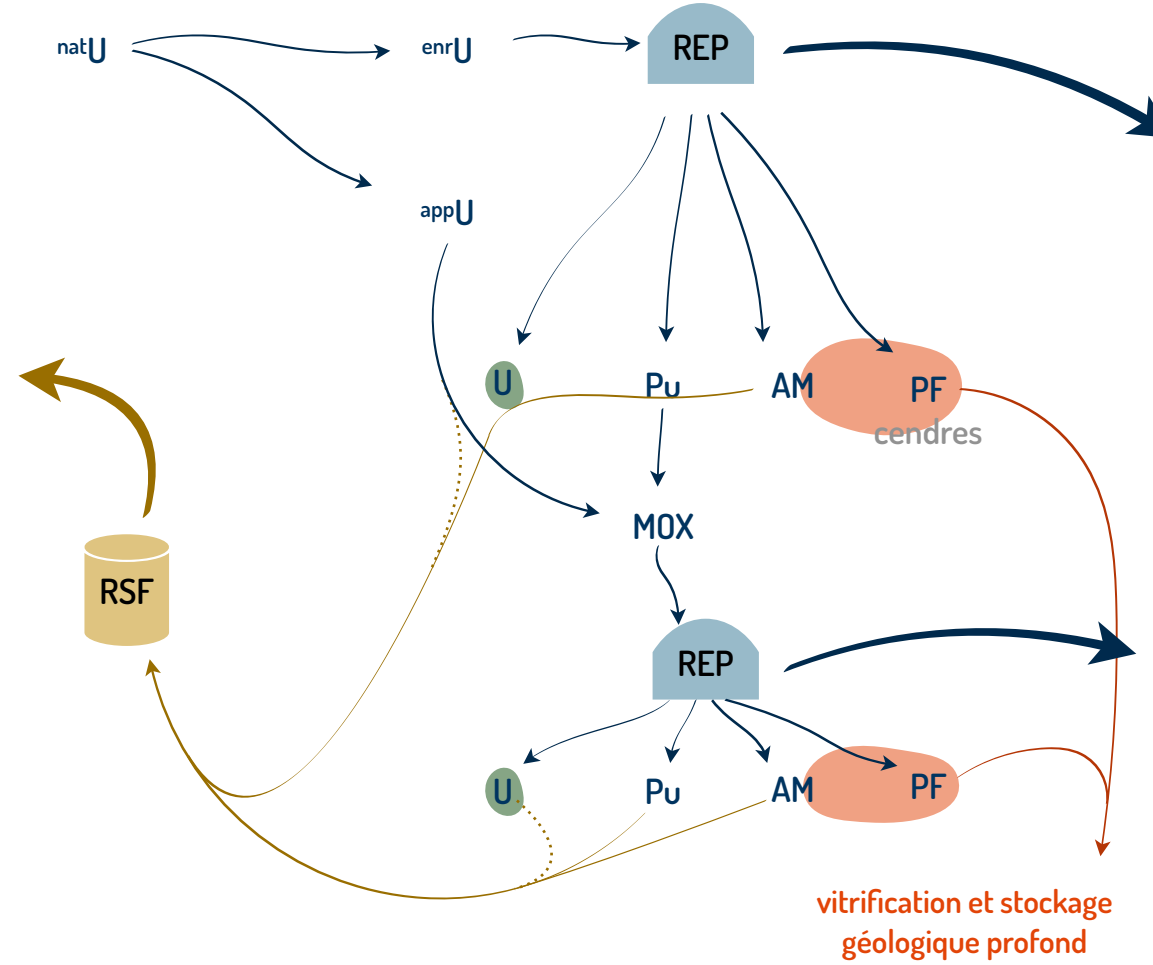 natU
enrU
REP
appU
U
Pu
AM
PF
cendres
MOX
RSF
REP
U
Pu
AM
PF
vitrification et stockage
géologique profond